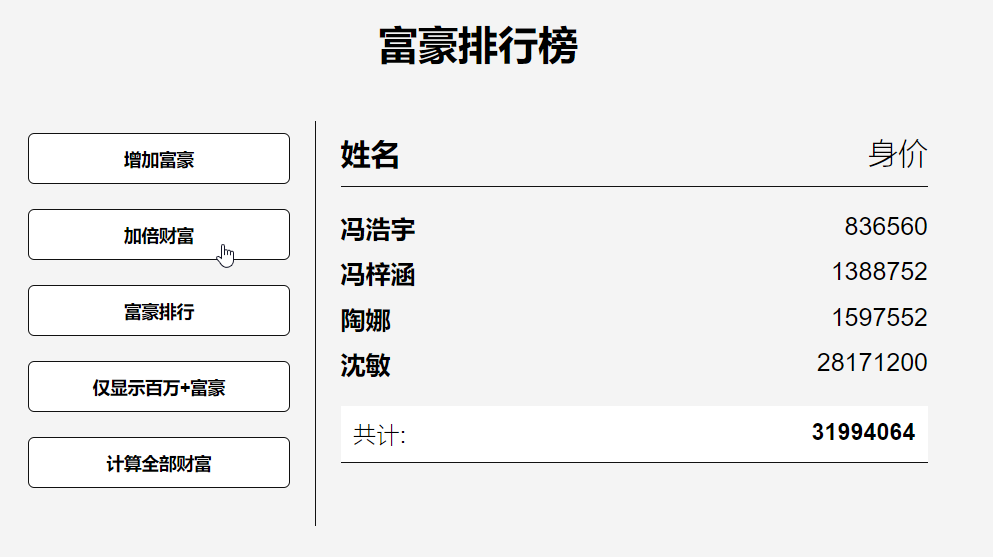 富豪排行榜
增加富豪
加倍财富
富豪排行
仅显示百万+富豪
计算全部财富
姓名 身价
冯浩宇 836560
冯梓涵 1388752
陶娜 1597552
沈敏 28171200
共计: 31994064